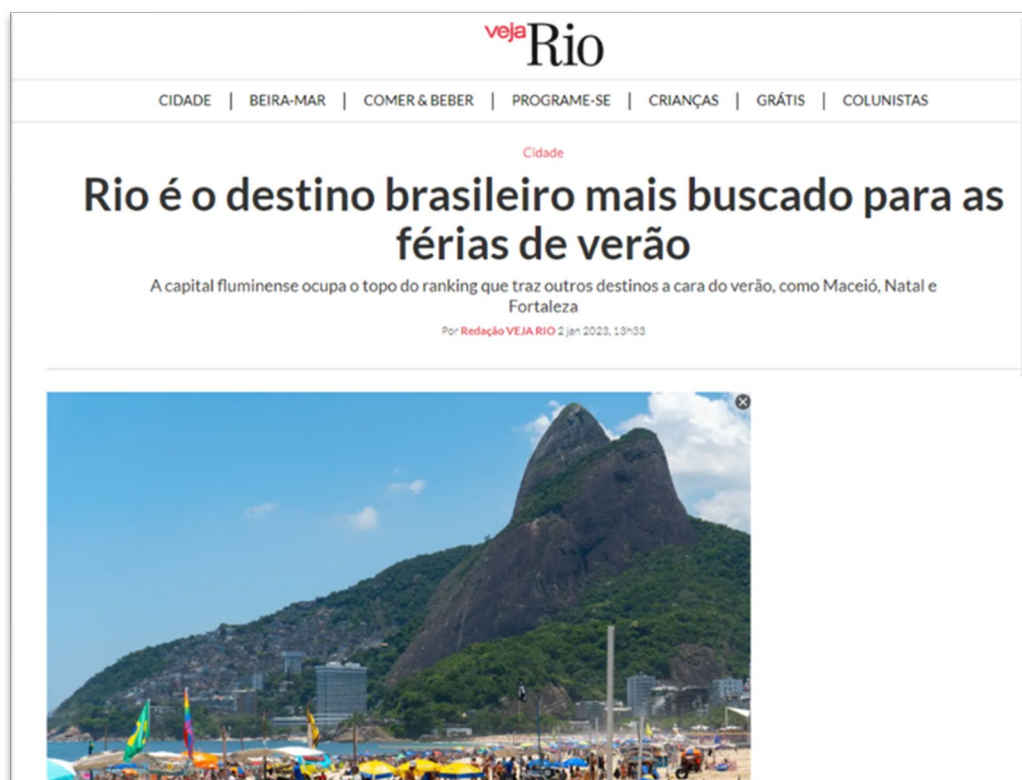 veja Rio
CIDADE | BEIRA-MAR | COMER & BEBER | PROGRAME-SE | CRIANÇAS | GRÁTIS | COLUNISTAS
Cidade
Rio é o destino brasileiro mais buscado para as
férias de verão
A capital fluminense ocupa o topo do ranking que traz outros destinos a cara do verão, como Maceió, Natal e
Fortaleza
Por Redação VEJA RIO 2 jan 2023, 13h33